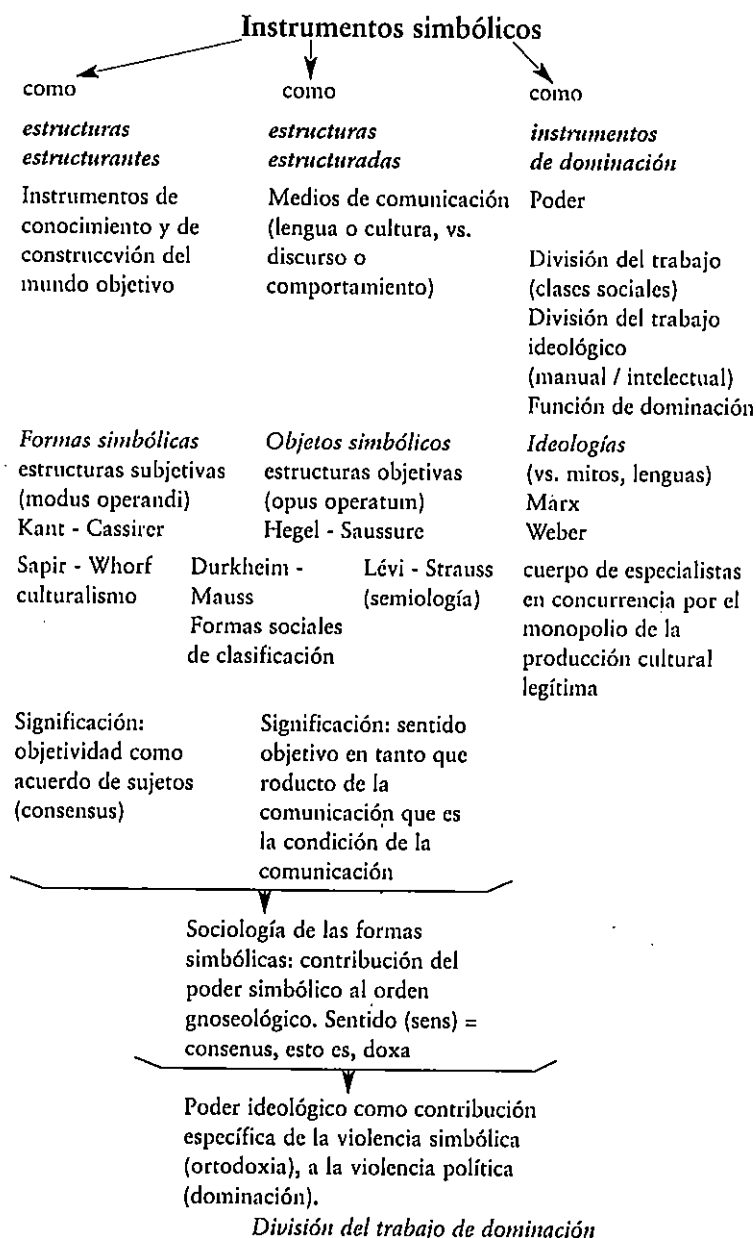 Instrumentos simbólicos
como
estructuras
estructurantes
Instrumentos de
conocimiento y de
construccvión del
mundo objetivo
como
estructuras
estructuradas
Medios de comunicación
(lengua o cultura, vs.
discurso o
comportamiento)
como
instrumentos
de dominación
Poder
División del trabajo
(clases sociales)
División del trabajo
ideológico
(manual / intelectual)
Función de dominación
Formas simbólicas
estructuras subjetivas
(modus operandi)
Kant - Cassirer
Objetos simbólicos
estructuras objetivas
(opus operatum)
Hegel - Saussure
Ideologías
(vs. mitos, lenguas)
Marx
Weber
Sapir - Whorf
culturalismo
Durkheim -
Mauss
Formas sociales
de clasificación
Lévi - Strauss
(semiología)
cuerpo de especialistas
en concurrencia por el
monopolio de la
producción cultural
legítima
Significación:
objetividad como
acuerdo de sujetos
(consensus)
Significación: sentido
objetivo en tanto que
roducto de la
comunicación que es
la condición de la
comunicación
Sociología de las formas
simbólicas: contribución del
poder simbólico al orden
gnoseológico. Sentido (sens) =
consenus, esto es, doxa
Poder ideológico como contribución
específica de la violencia simbólica
(ortodoxia), a la violencia política
(dominación).
División del trabajo de dominación